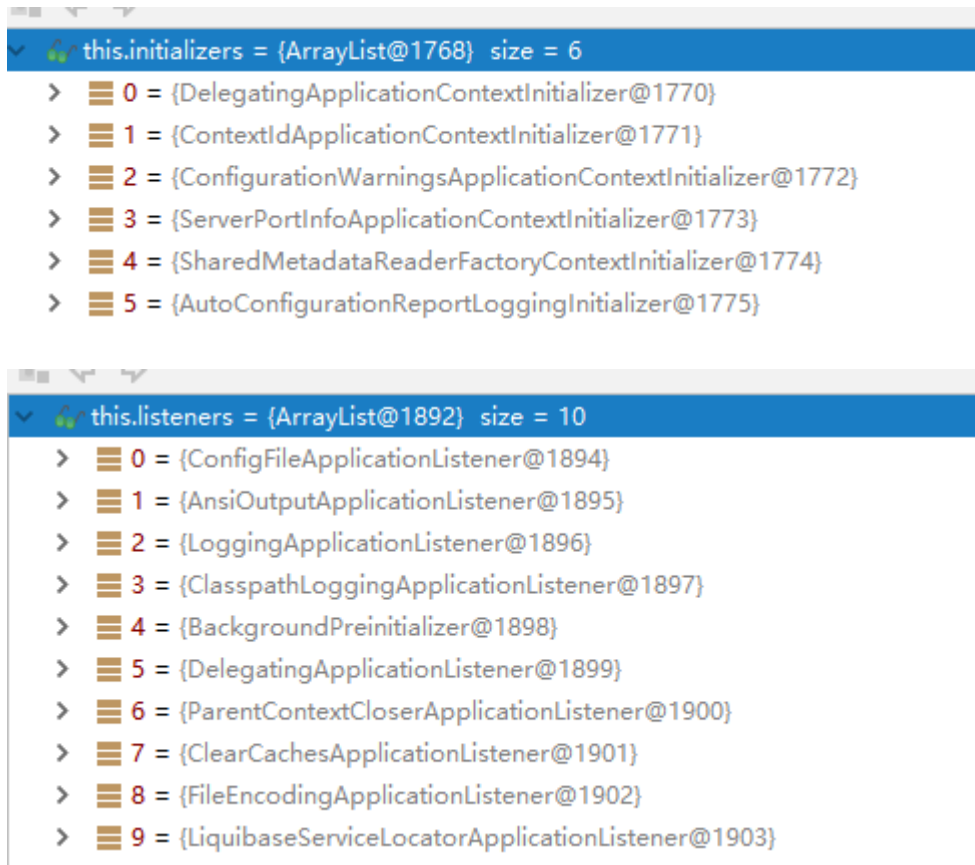 this.initializers = {ArrayList@1768} size = 6
0 = {DelegatingApplicationContextInitializer@1770}
1 = {ContextIdApplicationContextInitializer@1771}
2 = {ConfigurationWarningsApplicationContextInitializer@1772}
3 = {ServerPortInfoApplicationContextInitializer@1773}
4 = {SharedMetadataReaderFactoryContextInitializer@1774}
5 = {AutoConfigurationReportLoggingInitializer@1775}
this.listeners = {ArrayList@1892} size = 10
0 = {ConfigFileApplicationListener@1894}
1 = {AnsiOutputApplicationListener@1895}
2 = {LoggingApplicationListener@1896}
3 = {ClasspathLoggingApplicationListener@1897}
4 = {BackgroundPreinitializer@1898}
5 = {DelegatingApplicationListener@1899}
6 = {ParentContextCloserApplicationListener@1900}
7 = {ClearCachesApplicationListener@1901}
8 = {FileEncodingApplicationListener@1902}
9 = {LiquibaseServiceLocatorApplicationListener@1903}